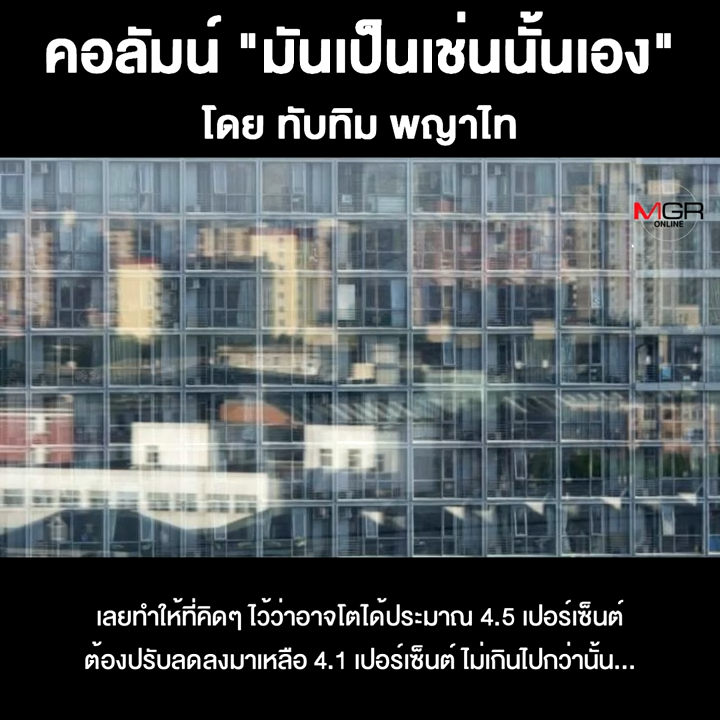 คอลัมน์ "มันเป็นเช่นนั้นเอง"
โดย ทับทิม พญาไท
MGR
ONLINE
เลยทำให้ที่คิดๆ ไว้ว่าอาจโตได้ประมาณ 4.5 เปอร์เซ็นต์
ต้องปรับลดลงมาเหลือ 4.1 เปอร์เซ็นต์ ไม่เกินไปกว่านั้น...